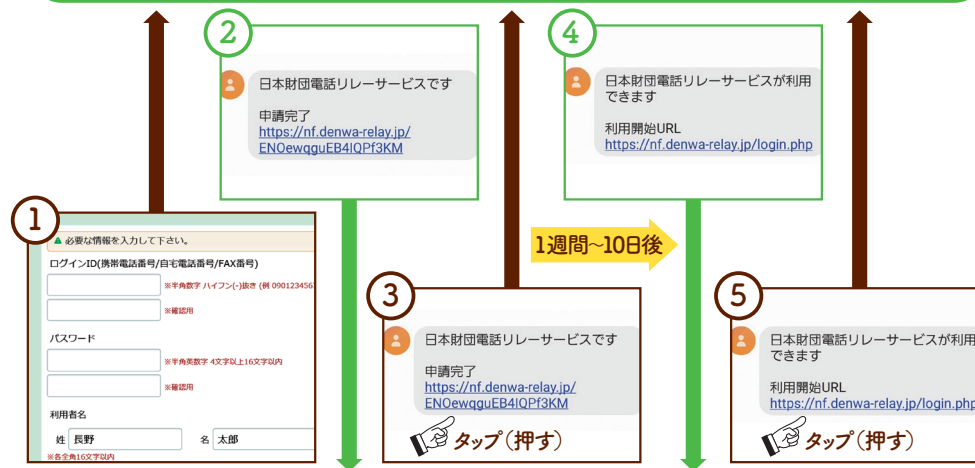 1
▲ 必要な情報を入力して下さい。
ログインID(携帯電話番号/自宅電話番号/FAX番号)
※半角数字 ハイフン(-)抜き (例 090123456
※確認用
パスワード
※半角英数字 4文字以上16文字以内
※確認用
利用者名
姓 長野 名 太郎
※各全角16文字以内
2
日本財団電話リレーサービスです
申請完了
https://nf.denwa-relay.jp/
ENOewqguEB4IQPf3KM
3
日本財団電話リレーサービスです
申請完了
https://nf.denwa-relay.jp/
ENOewqguEB4IQPf3KM
タップ(押す)
1週間~10日後
4
日本財団電話リレーサービスが利用
できます
利用開始URL
https://nf.denwa-relay.jp/login.php
5
日本財団電話リレーサービスが利用
できます
利用開始URL
https://nf.denwa-relay.jp/login.php
タップ(押す)